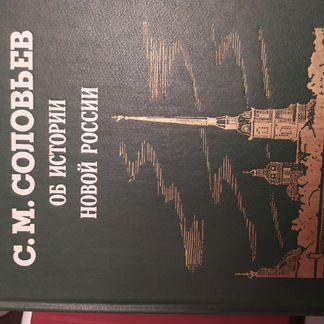 С. М. СОЛОВЬЕВ
ОБ ИСТОРИИ
НОВОЙ РОССИИ